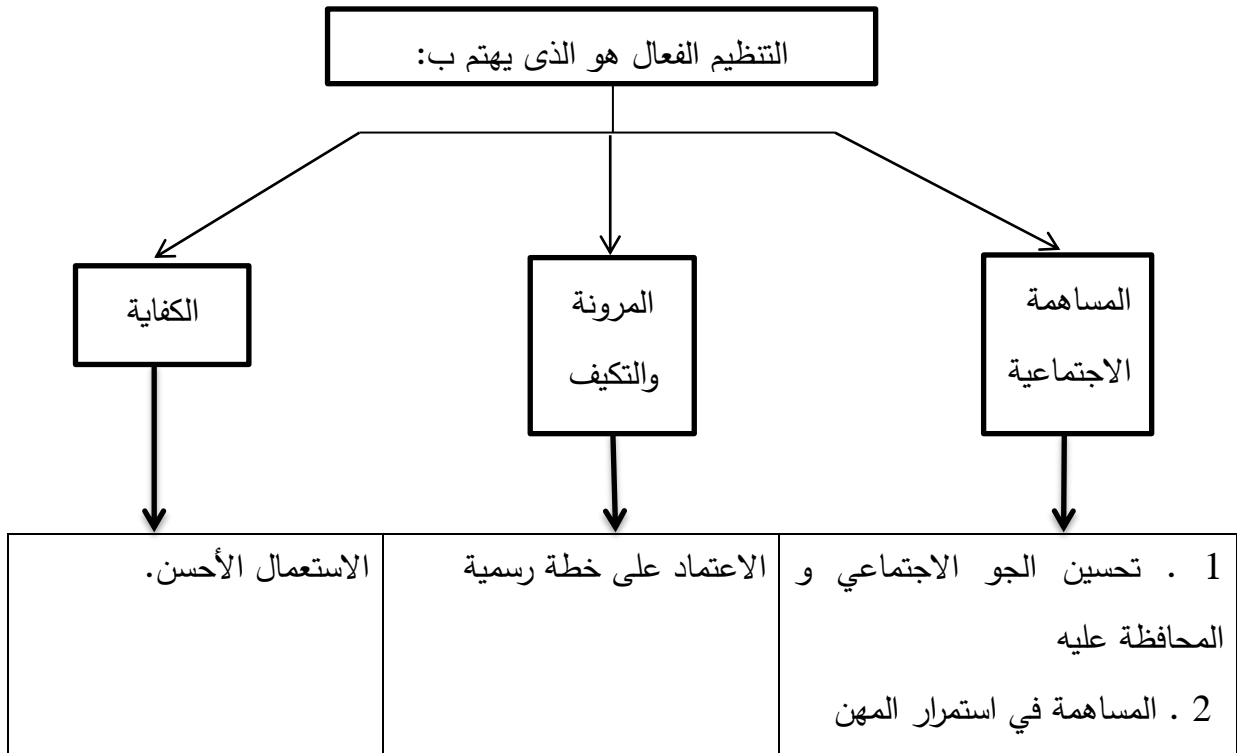 التنظيم الفعال هو الذى يهتم ب:
المساهمة
الاجتماعية
المرونة
والتكيف
الكفاية
1 . تحسين الجو الاجتماعي و
المحافظة عليه
2 . المساهمة في استمرار المهن
الاعتماد على خطة رسمية
الاستعمال الأحسن.